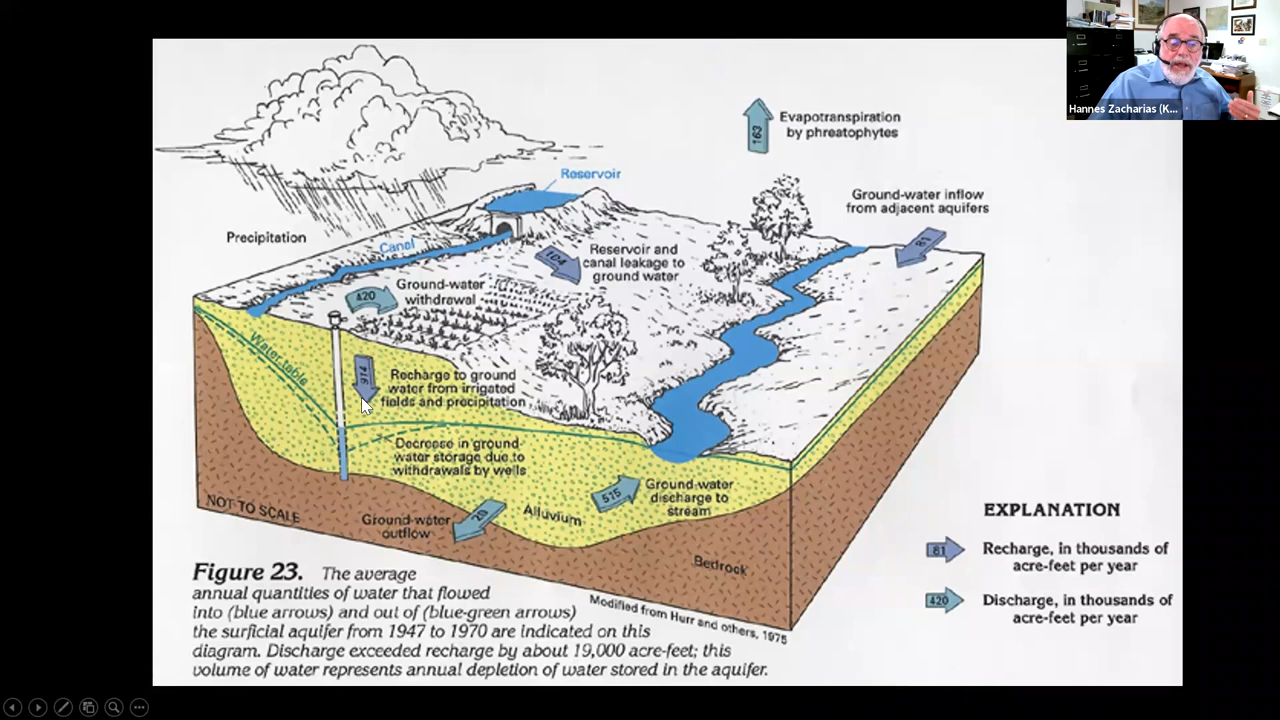 Hannes Zacharias (K...
163
Evapotranspiration
by phreatophytes
Reservoir
Ground-water inflow
from adjacent aquifers
81
Precipitation
Canal
104
Reservoir and
canal leakage to
ground water
420
Ground-water
withdrawal
Water table
914
Recharge to ground
water from irrigated
fields and precipitation
Decrease in ground-
water storage due to
withdrawals by wells
515
Ground-water
discharge to
stream
20
Ground-water
outflow
Alluvium
NOT TO SCALE
Bedrock
EXPLANATION
81
Recharge, in thousands of
acre-feet per year
420
Discharge, in thousands of
acre-feet per year
Figure 23. The average
annual quantities of water that flowed
into (blue arrows) and out of (blue-green arrows)
the surficial aquifer from 1947 to 1970 are indicated on this
diagram. Discharge exceeded recharge by about 19,000 acre-feet; this
volume of water represents annual depletion of water stored in the aquifer.
Modified from Hurr and others, 1975